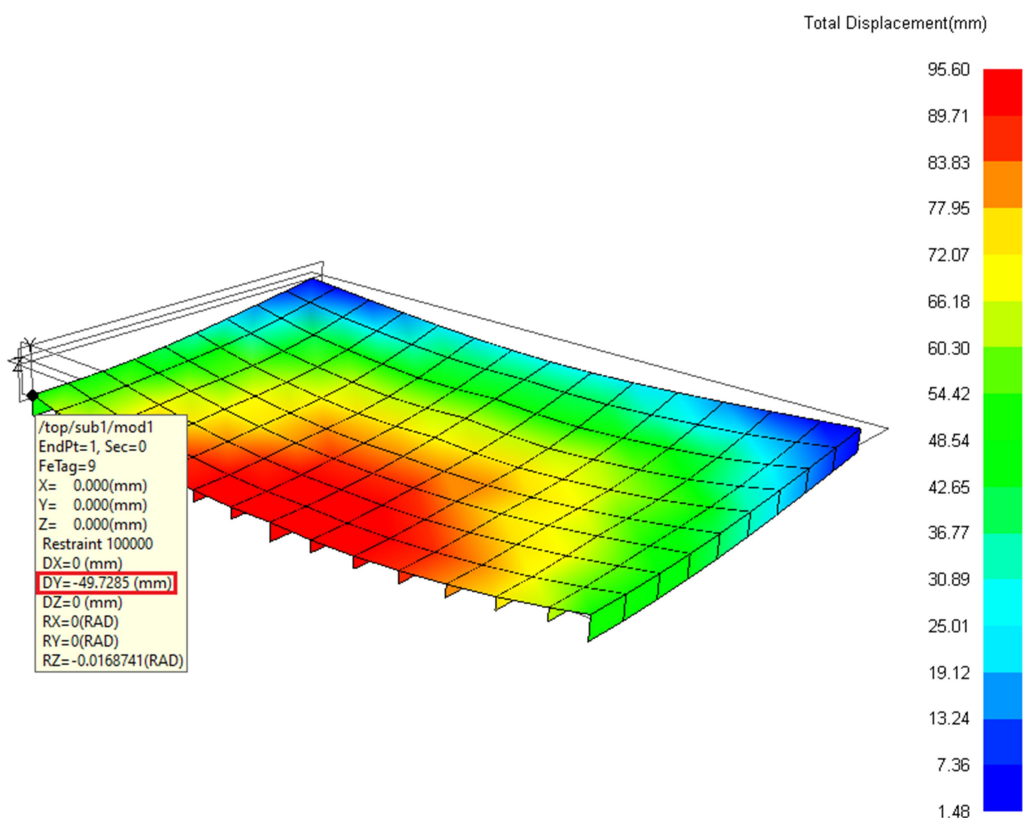 Total Displacement(mm)
95.60
89.71
83.83
77.95
72.07
66.18
60.30
54.42
48.54
42.65
36.77
30.89
25.01
19.12
13.24
7.36
1.48
Y
Z
/top/sub1/mod1
EndPt=1, Sec=0
FeTag=9
X= 0.000(mm)
Y= 0.000(mm)
Z= 0.000(mm)
Restraint 100000
DX=0 (mm)
DY=-49.7285 (mm)
DZ=0 (mm)
RX=0(RAD)
RY=0(RAD)
RZ=-0.0168741(RAD)